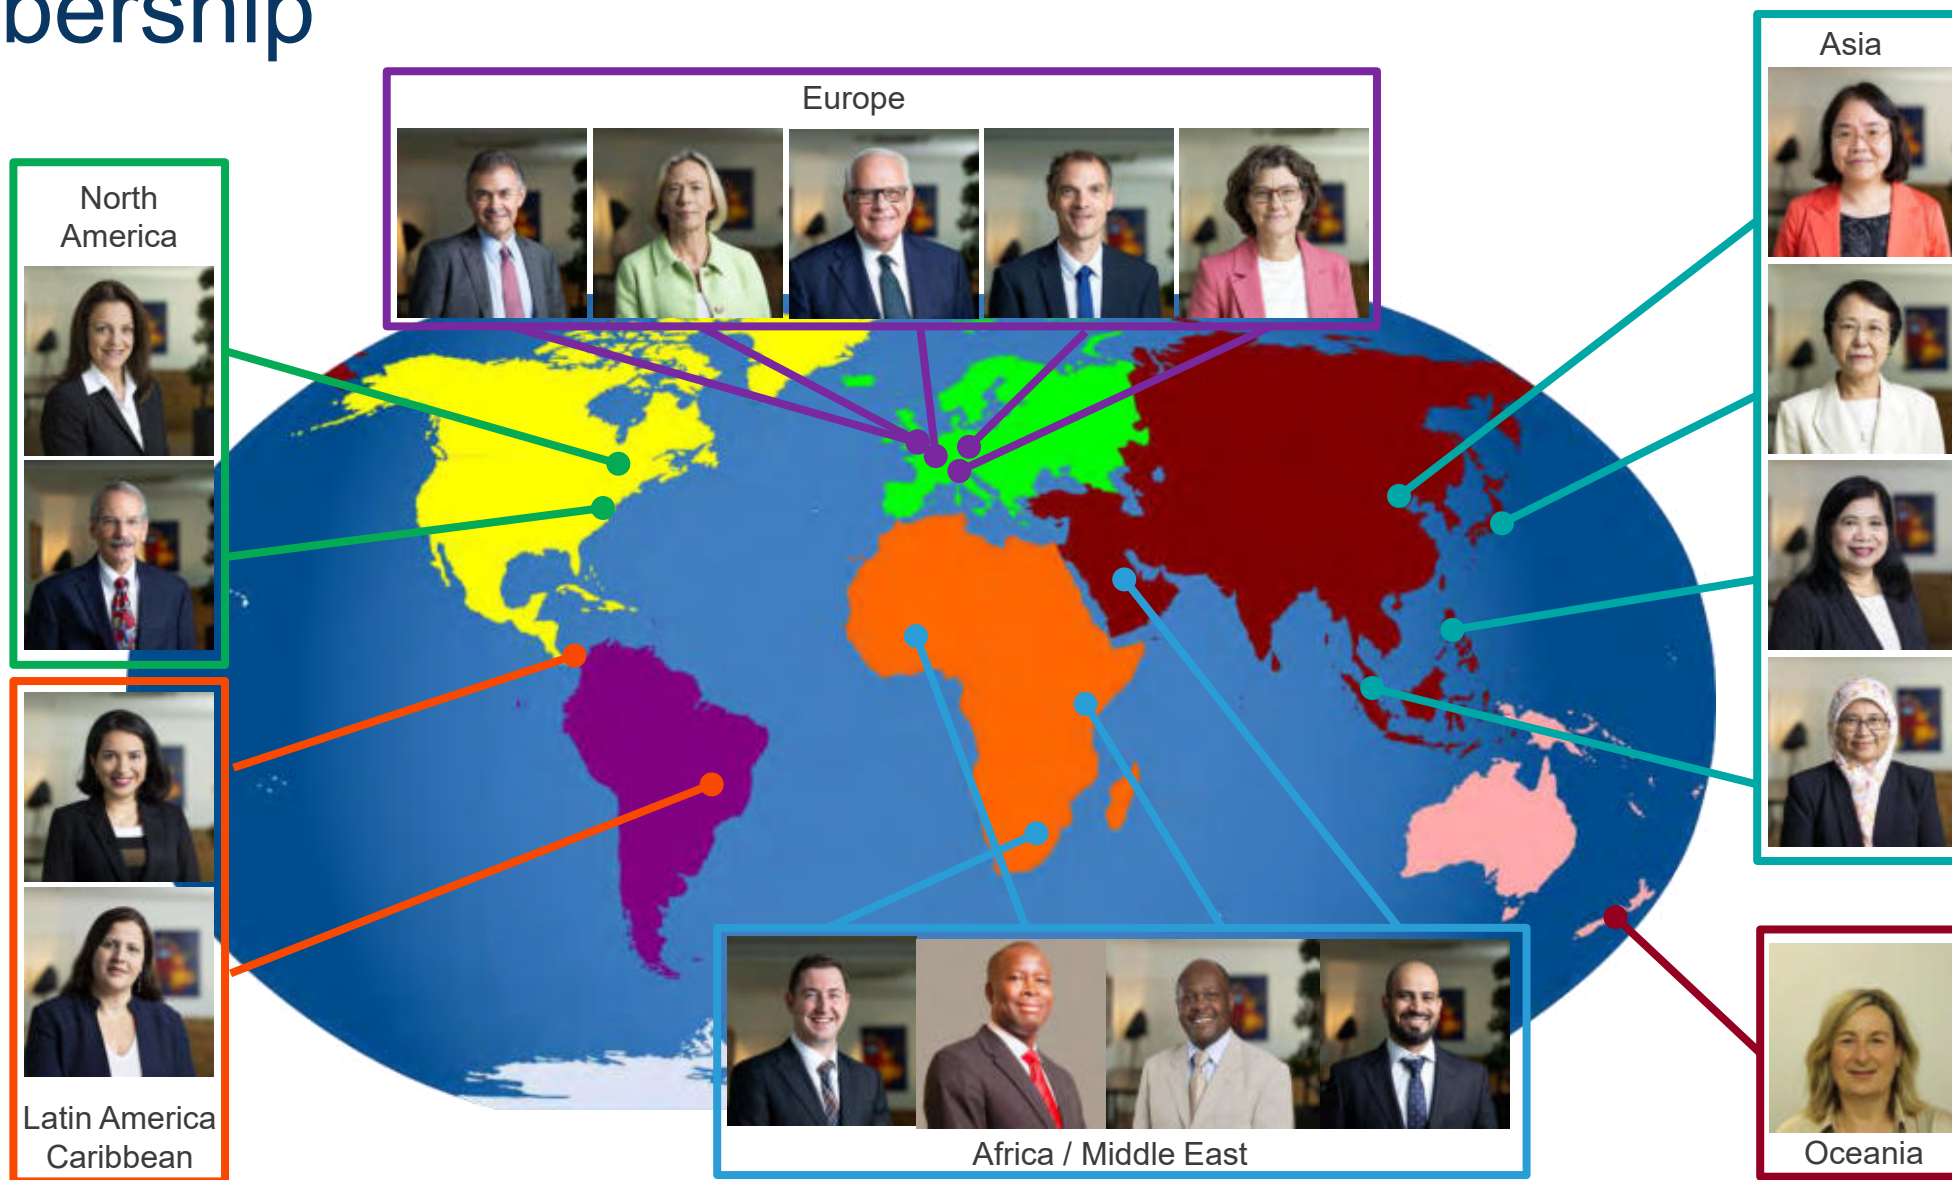 bership
Europe
Asia
North
America
Latin America
Caribbean
Africa / Middle East
Oceania